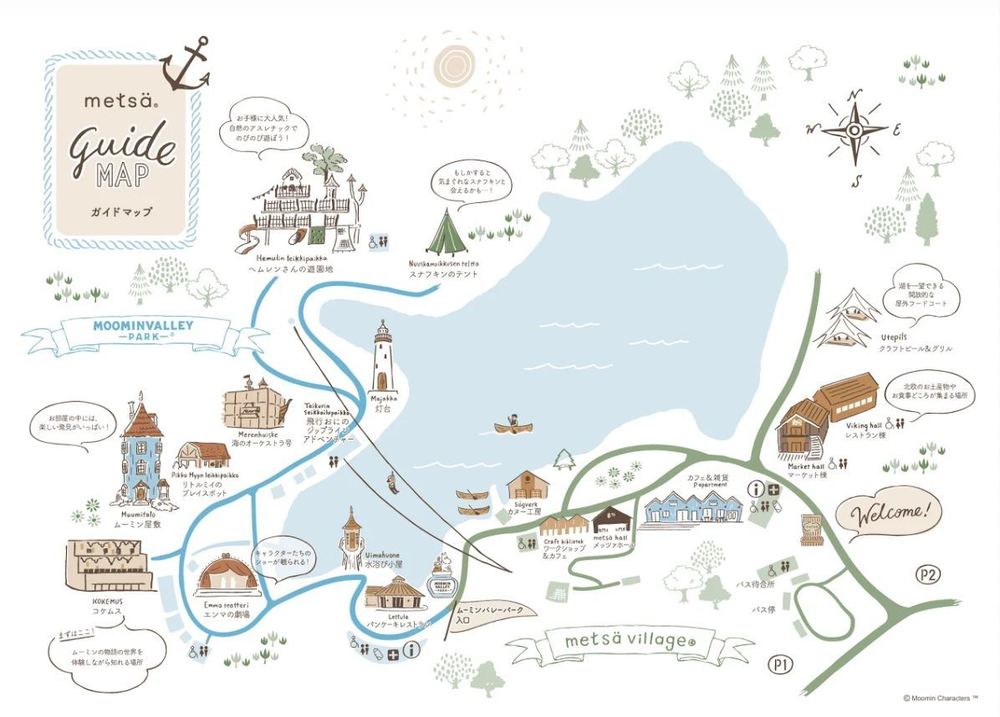 metsä®
guide
MAP
ガイドマップ
お子様に大人気！
自然のアスレチックで
のびのび遊ぼう！
Hemulin leikkipaikka
ヘムレンさんの遊園地
もしかすると
気まぐれなスナフキンと
会えるかも…！
Nuuskamuikkusen teltta
スナフキンのテント
N
W
E
S
MOOMINVALLEY
PARK
Majakka
灯台
湖を一望できる
開放的な
屋外フードコート
Utepils
クラフトビール＆グリル
お部屋の中には、
楽しい発見がいっぱい！
Muumitalo
ムーミン屋敷
Merenhuiske
海のオーケストラ号
Pikku Myyn leikkipaikka
リトルミイの
プレイスポット
飛行おにの
ジップライン
アドベンチャー
北欧のお土産物や
お食事どころが集まる場所
Viking hall
レストラン棟
Market hall
マーケット棟
カフェ＆雑貨
Department
Sögverk
カヌー工房
Craft bibliotek
ワークショップ
＆カフェ
metsä hall
メッツァホール
Welcome!
KOKEMUS
コケムス
まずはここ！
ムーミンの物語の世界を
体験しながら知れる場所
キャラクターたちの
ショーが観られる！
Emma teatteri
エンマの劇場
Uimahuone
水浴び小屋
Lettula
パンケーキレストラン
MOOMIN
VALLEY
PARK
ムーミンバレーパーク
入口
metsä village®
バス待合所
バス停
P2
P1
© Moomin Characters ™